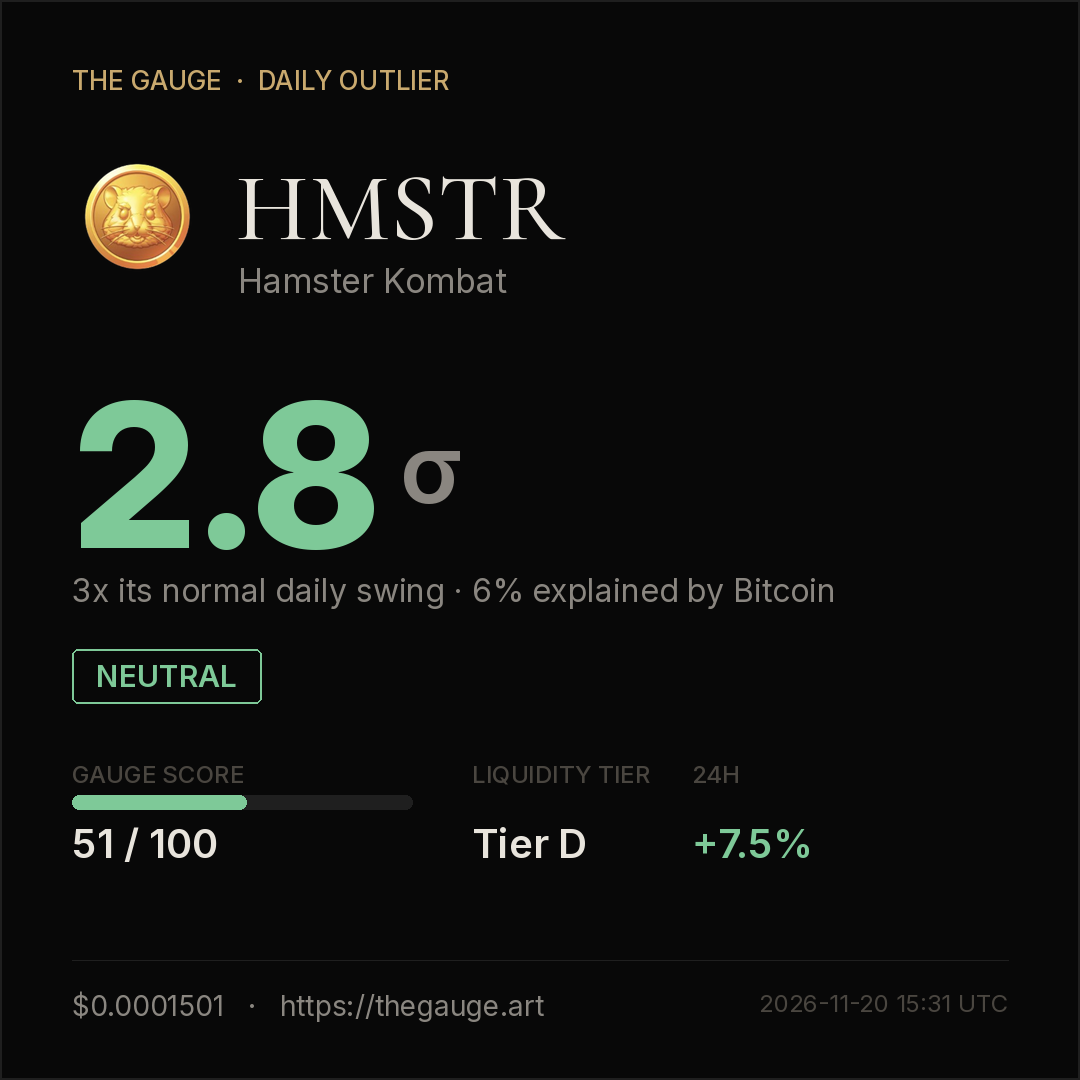 THE GAUGE · DAILY OUTLIER
HMSTR
Hamster Kombat
2.8 σ
3x its normal daily swing · 6% explained by Bitcoin
NEUTRAL
GAUGE SCORE LIQUIDITY TIER 24H
51 / 100 Tier D +7.5%
$0.0001501 · https://thegauge.art 2026-11-20 15:31 UTC